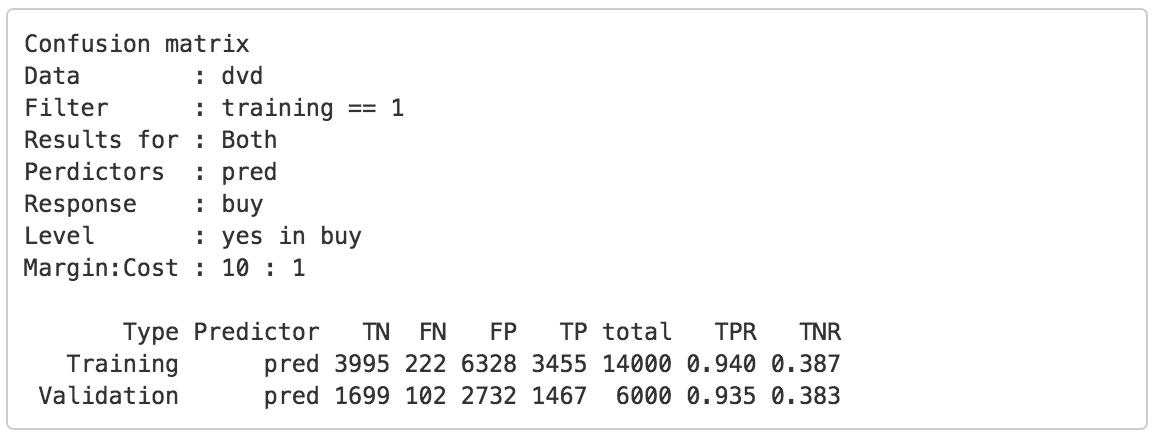 Confusion matrix
Data        : dvd
Filter      : training == 1
Results for : Both
Perdictors  : pred
Response    : buy
Level       : yes in buy
Margin:Cost : 10 : 1

       Type Predictor   TN  FN   FP   TP total   TPR   TNR
   Training      pred 3995 222 6328 3455 14000 0.940 0.387
 Validation      pred 1699 102 2732 1467  6000 0.935 0.383